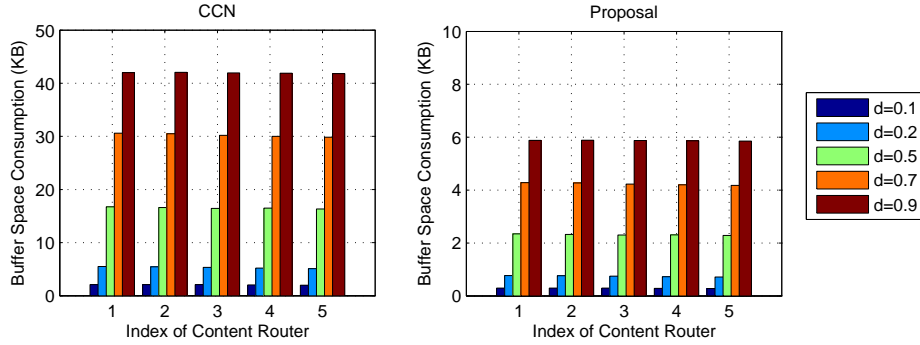 CCN
Buffer Space Consumption (KB)
50
40
30
20
10
0
1 2 3 4 5
Index of Content Router
Proposal
Buffer Space Consumption (KB)
10
8
6
4
2
0
1 2 3 4 5
Index of Content Router
d=0.1
d=0.2
d=0.5
d=0.7
d=0.9